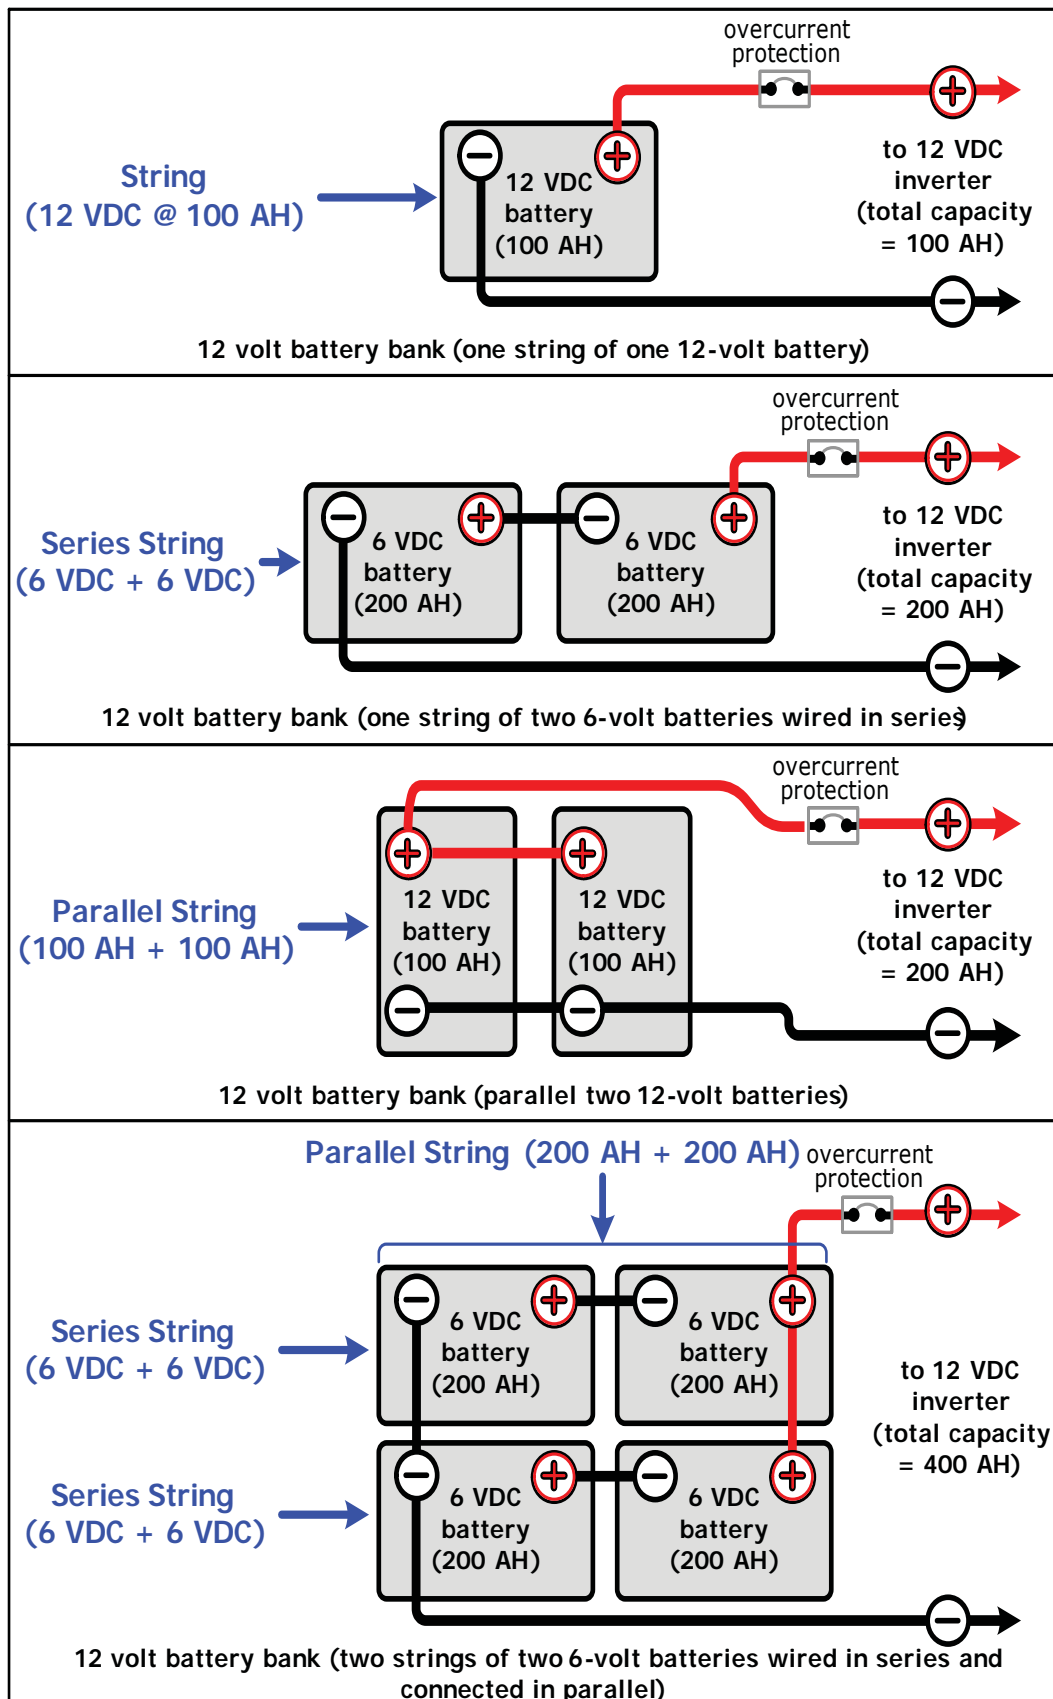 overcurrent
protection
String
(12 VDC @ 100 AH)
12 VDC
battery
(100 AH)
to 12 VDC
inverter
(total capacity
= 100 AH)
12 volt battery bank (one string of one 12-volt battery)
overcurrent
protection
Series String
(6 VDC + 6 VDC)
6 VDC
battery
(200 AH)
6 VDC
battery
(200 AH)
to 12 VDC
inverter
(total capacity
= 200 AH)
12 volt battery bank (one string of two 6-volt batteries wired in series)
overcurrent
protection
Parallel String
(100 AH + 100 AH)
12 VDC
battery
(100 AH)
12 VDC
battery
(100 AH)
to 12 VDC
inverter
(total capacity
= 200 AH)
12 volt battery bank (parallel two 12-volt batteries)
Parallel String (200 AH + 200 AH)
overcurrent
protection
Series String
(6 VDC + 6 VDC)
6 VDC
battery
(200 AH)
6 VDC
battery
(200 AH)
to 12 VDC
inverter
(total capacity
= 400 AH)
Series String
(6 VDC + 6 VDC)
6 VDC
battery
(200 AH)
6 VDC
battery
(200 AH)
12 volt battery bank (two strings of two 6-volt batteries wired in series and
connected in parallel)